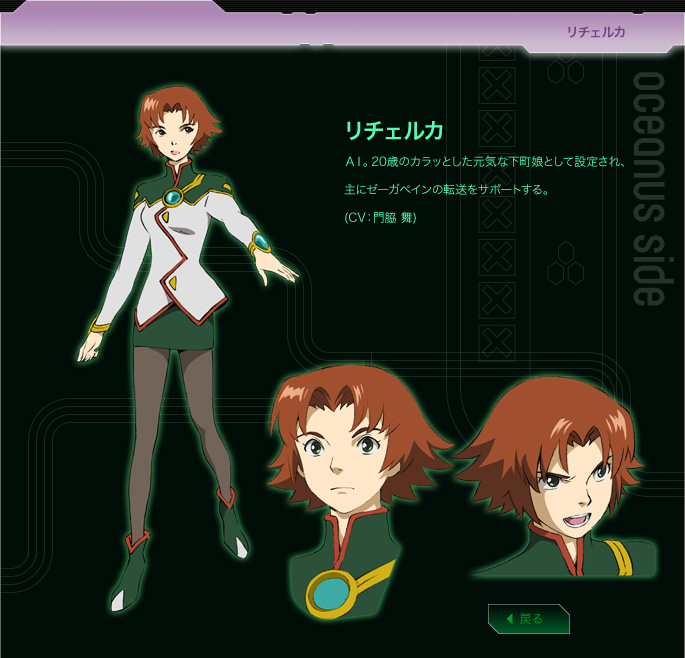 リチェルカ
リチェルカ
AI。20歳のカラッとした元気な下町娘として設定され、
主にゼーガペインの転送をサポートする。
(CV:門脇 舞)
oceanus side
戻る